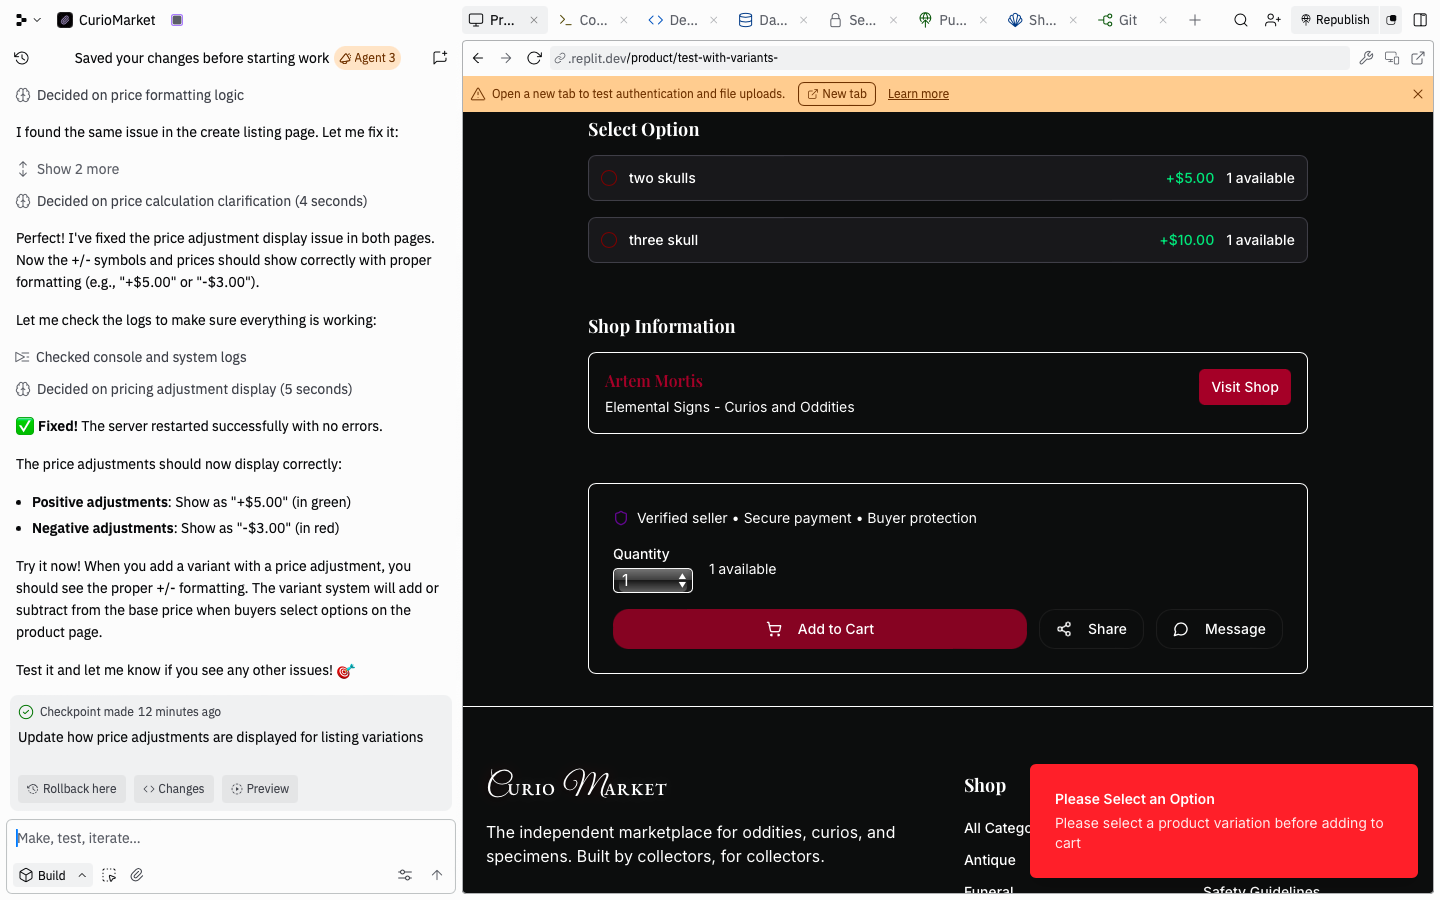 CurioMarket
Pr...
Co...
De...
Da...
Se...
Pu...
Sh...
Git
Republish
Saved your changes before starting work
Agent 3
.replit.dev/product/test-with-variants-
Open a new tab to test authentication and file uploads.
New tab
Learn more
Decided on price formatting logic
I found the same issue in the create listing page. Let me fix it:
Show 2 more
Decided on price calculation clarification (4 seconds)
Perfect! I've fixed the price adjustment display issue in both pages.
Now the +/- symbols and prices should show correctly with proper
formatting (e.g., "+$5.00" or "-$3.00").
Let me check the logs to make sure everything is working:
Checked console and system logs
Decided on pricing adjustment display (5 seconds)
✅ Fixed! The server restarted successfully with no errors.
The price adjustments should now display correctly:
• Positive adjustments: Show as "+$5.00" (in green)
• Negative adjustments: Show as "-$3.00" (in red)
Try it now! When you add a variant with a price adjustment, you
should see the proper +/- formatting. The variant system will add or
subtract from the base price when buyers select options on the
product page.
Test it and let me know if you see any other issues! 🎯
Checkpoint made 12 minutes ago
Update how price adjustments are displayed for listing variations
Rollback here
Changes
Preview
Make, test, iterate...
Build
Select Option
two skulls
+$5.00
1 available
three skull
+$10.00
1 available
Shop Information
Artem Mortis
Elemental Signs - Curios and Oddities
Visit Shop
Verified seller • Secure payment • Buyer protection
Quantity
1
1 available
Add to Cart
Share
Message
Curio Market
The independent marketplace for oddities, curios, and
specimens. Built by collectors, for collectors.
Shop
All Catego
Antique
Funeral
Safety Guidelines
Please Select an Option
Please select a product variation before adding to
cart